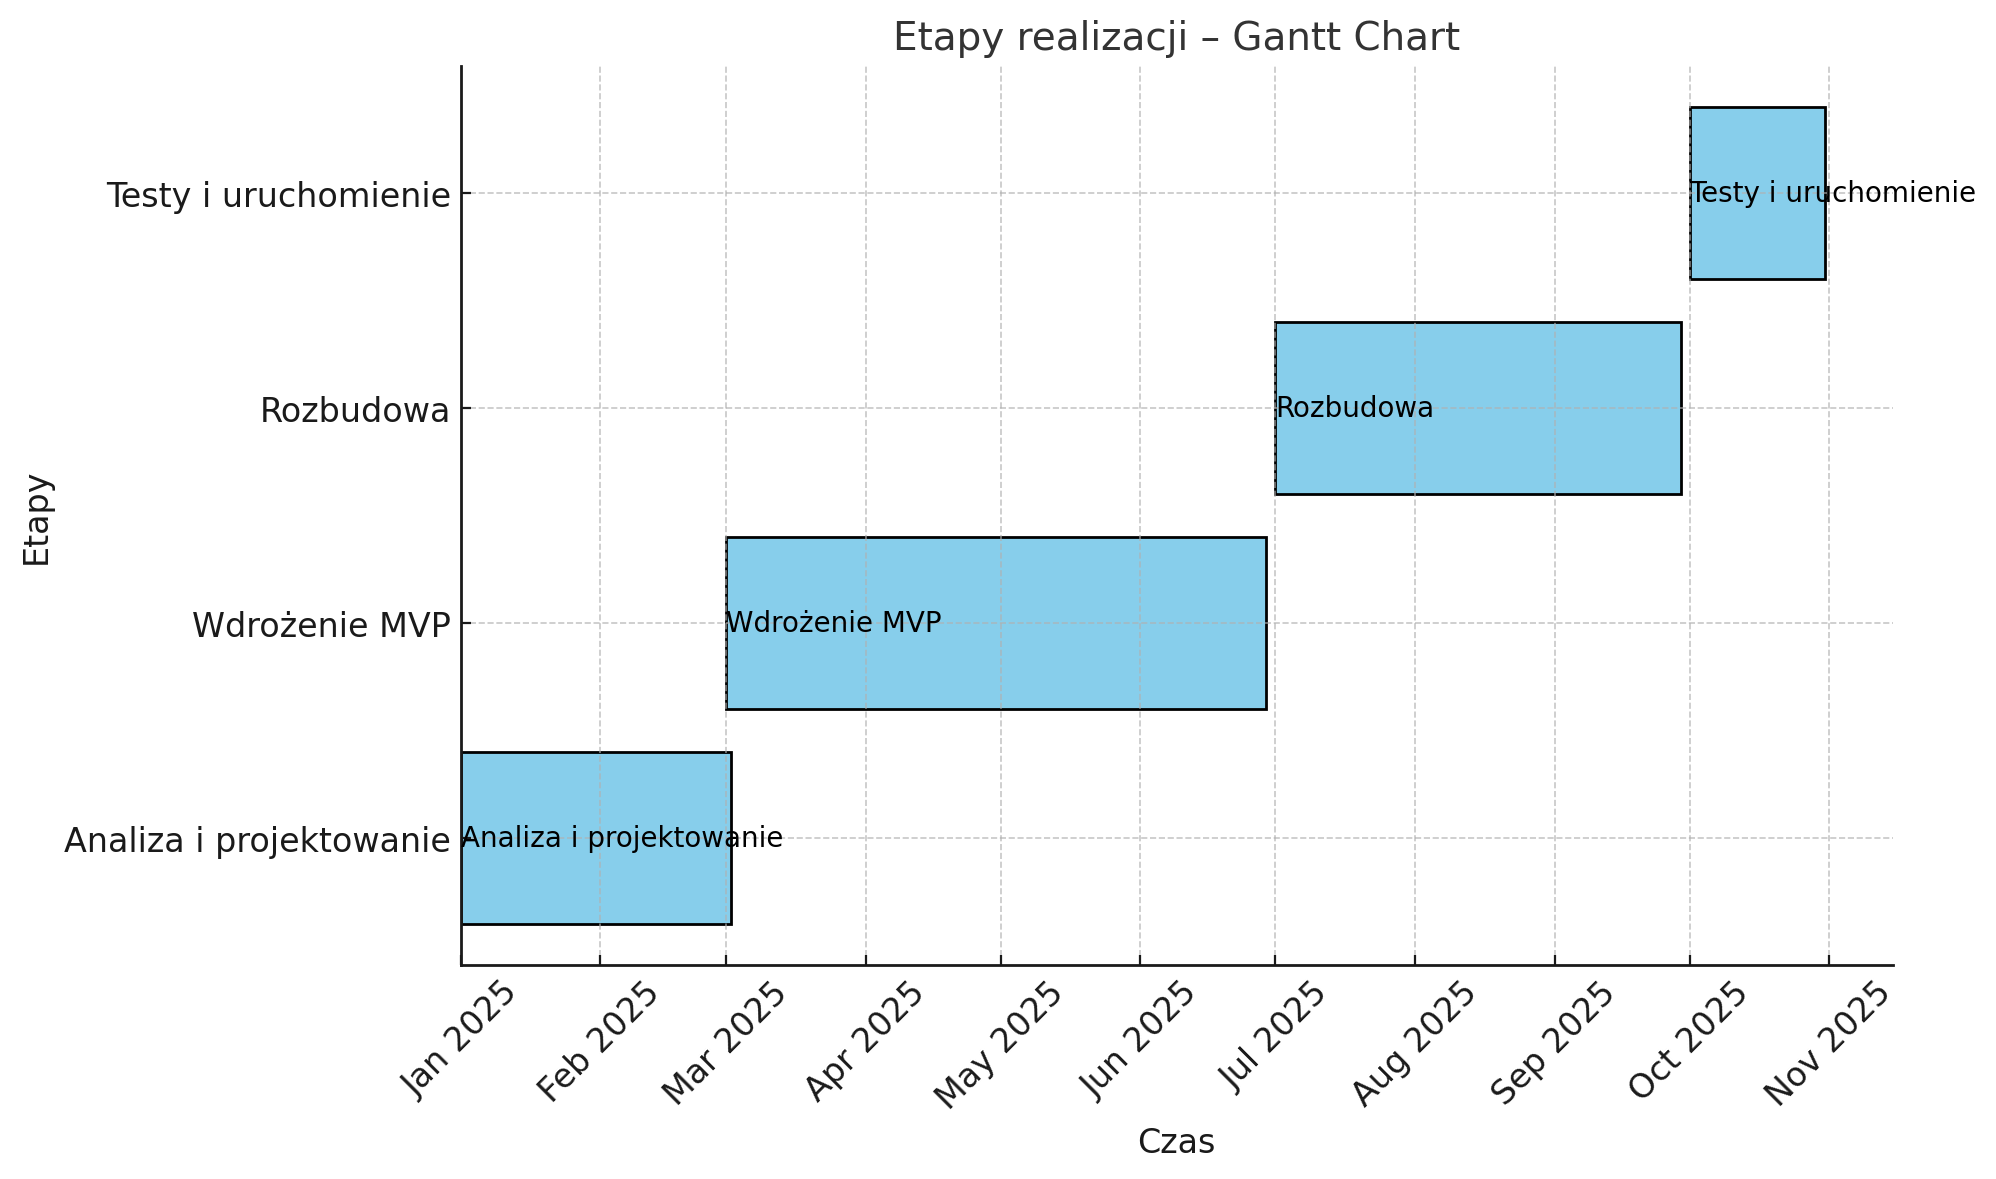 Etapy realizacji – Gantt Chart
Etapy
Testy i uruchomienie
Testy i uruchomienie
Rozbudowa
Rozbudowa
Wdrożenie MVP
Wdrożenie MVP
Analiza i projektowanie
Analiza i projektowanie
Jan 2025
Feb 2025
Mar 2025
Apr 2025
May 2025
Jun 2025
Jul 2025
Aug 2025
Sep 2025
Oct 2025
Nov 2025
Czas